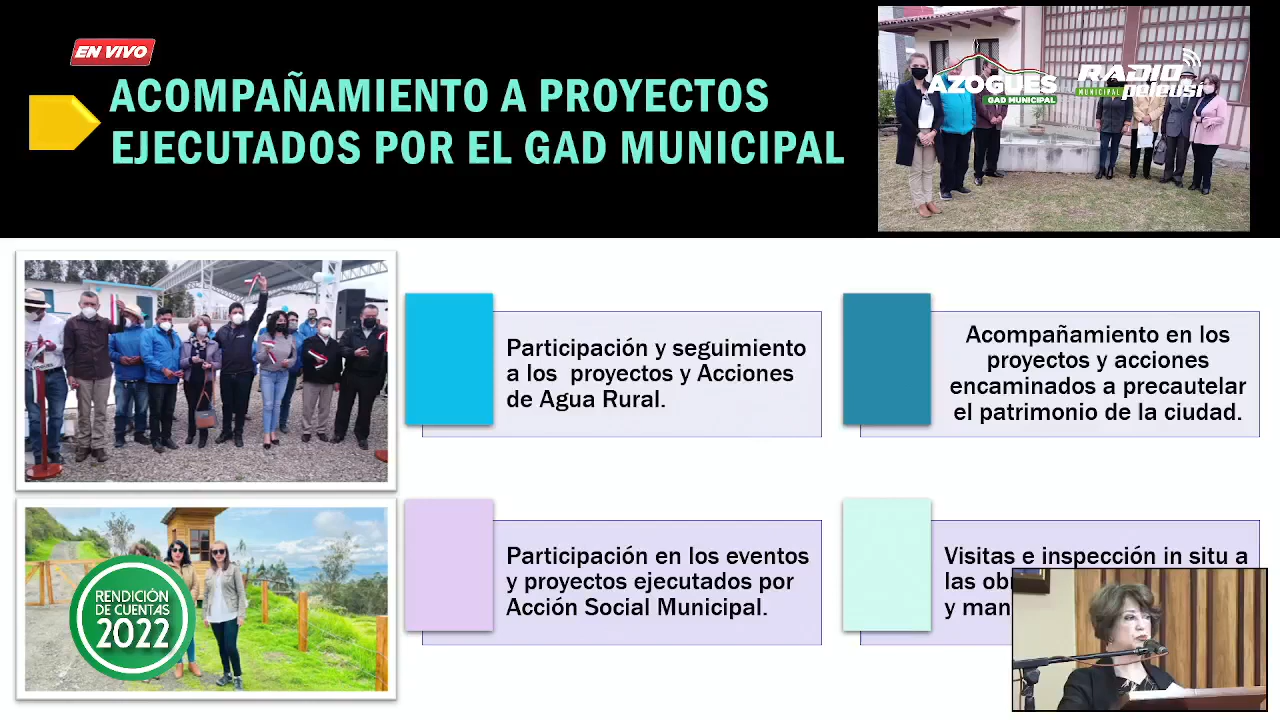 EN VIVO
ACOMPAÑAMIENTO A PROYECTOS
EJECUTADOS POR EL GAD MUNICIPAL
AZOGUES
GAD MUNICIPAL
RADIO
MUNICIPAL
peleusi
Participación y seguimiento
a los proyectos y Acciones
de Agua Rural.
Acompañamiento en los
proyectos y acciones
encaminados a precautelar
el patrimonio de la ciudad.
Participación en los eventos
y proyectos ejecutados por
Acción Social Municipal.
Visitas e inspección in situ a
las
y
RENDICIÓN
DE CUENTAS
2022